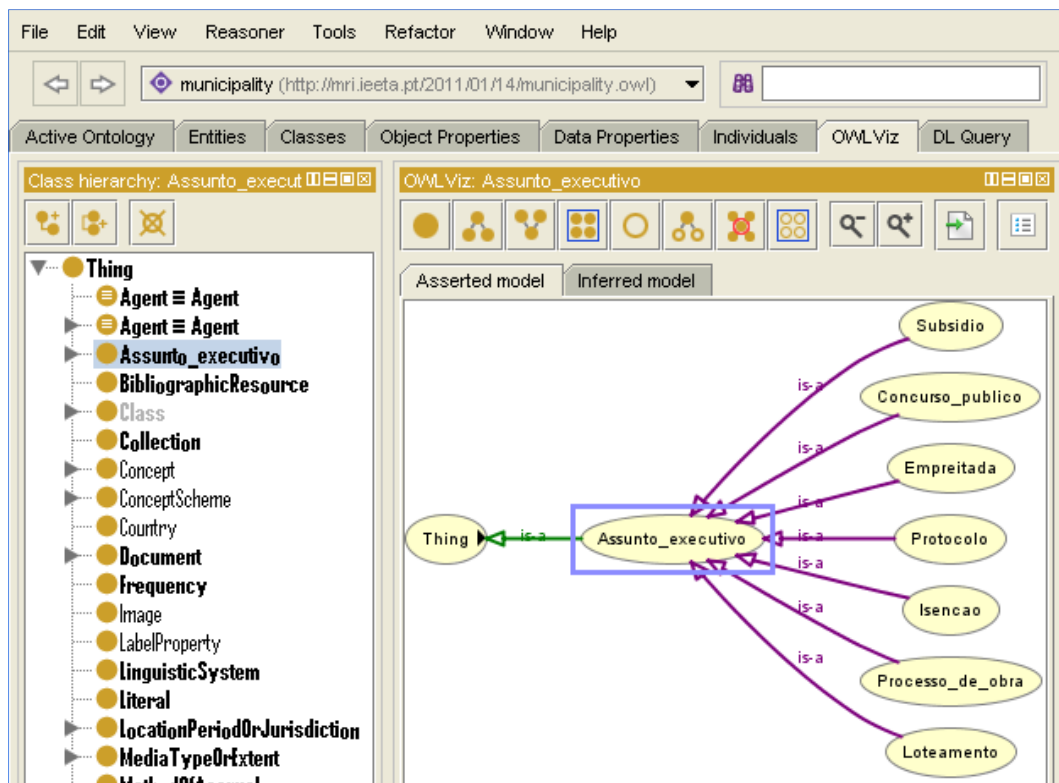 File Edit View Reasoner Tools Refactor Window Help
municipality (http://mri.ieeta.pt/2011/01/14/municipality.owl)
Active Ontology Entities Classes Object Properties Data Properties Individuals OWLViz DL Query
Class hierarchy: Assunto_execut
Thing
Agent ≡ Agent
Agent ≡ Agent
Assunto_executivo
BibliographicResource
Class
Collection
Concept
ConceptScheme
Country
Document
Frequency
Image
LabelProperty
LinguisticSystem
Literal
LocationPeriodOrJurisdiction
MediaTypeOrExtent
OWLViz: Assunto_executivo
Asserted model Inferred model
Subsidio
is-a
Concurso_publico
is-a
Empreitada
is-a
Thing is-a Assunto_executivo is-a Protocolo
is-a
Isencao
is-a
Processo_de_obra
is-a
Loteamento